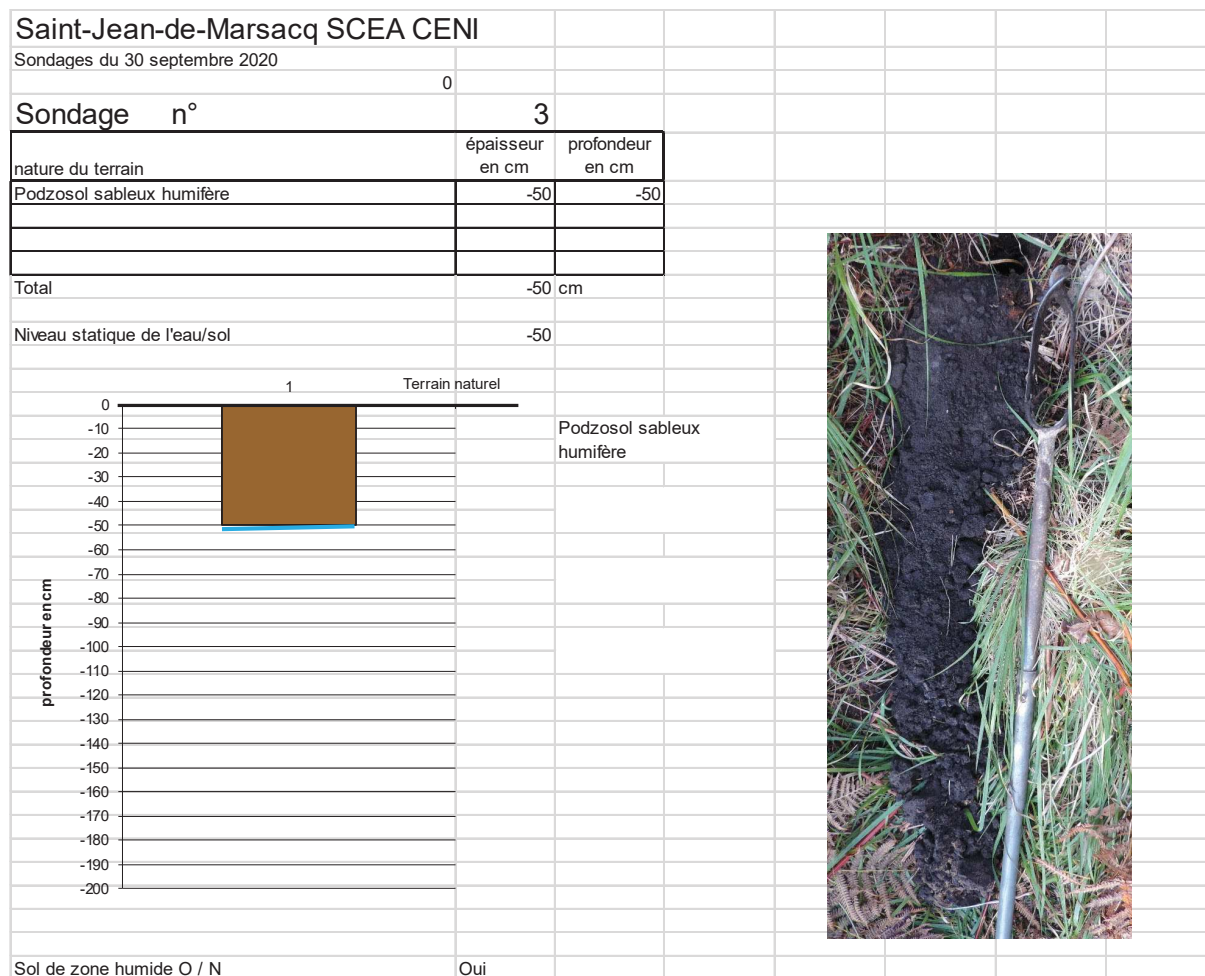 Saint-Jean-de-Marsacq SCEA CENI
Sondages du 30 septembre 2020
0
Sondage n° 3
nature du terrain épaisseur en cm profondeur en cm
Podzosol sableux humifère -50 -50
Total -50 cm
Niveau statique de l'eau/sol -50
1 Terrain naturel
0
-10
-20
-30
-40
-50
-60
-70
-80
-90
-100
-110
-120
-130
-140
-150
-160
-170
-180
-190
-200
profondeur en cm
Podzosol sableux
humifère
Sol de zone humide O / N Oui